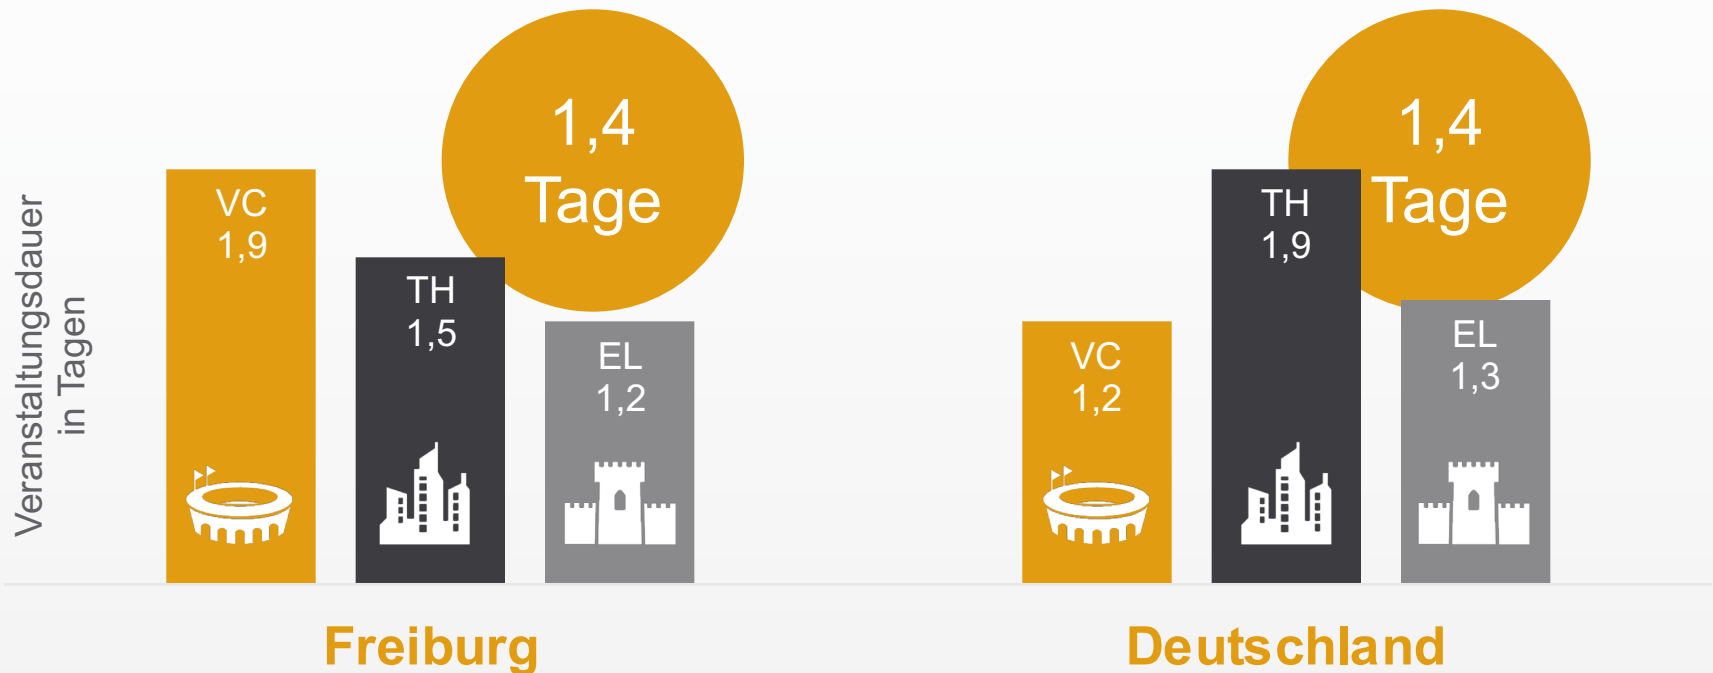 Veranstaltungsdauer
in Tagen
VC
1,9
TH
1,5
EL
1,2
1,4
Tage
Freiburg
VC
1,2
TH
1,9
EL
1,3
1,4
Tage
Deutschland